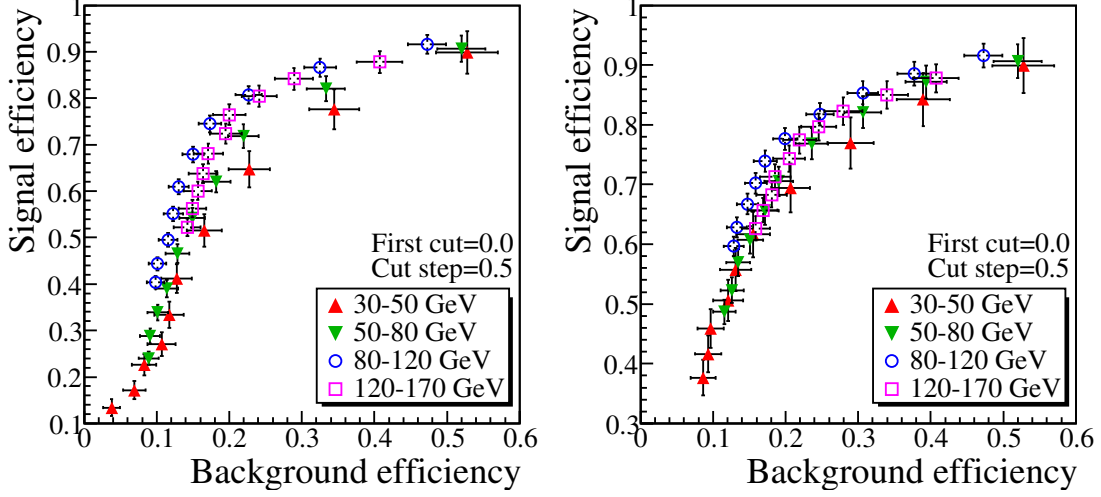 1
0.9
0.8
0.7
0.6
0.5
0.4
0.3
0.2
0.1
Signal efficiency
First cut=0.0
Cut step=0.5
30-50 GeV
50-80 GeV
80-120 GeV
120-170 GeV
0 0.1 0.2 0.3 0.4 0.5 0.6
Background efficiency
1
0.9
0.8
0.7
0.6
0.5
0.4
0.3
Signal efficiency
First cut=0.0
Cut step=0.5
30-50 GeV
50-80 GeV
80-120 GeV
120-170 GeV
0.1 0.2 0.3 0.4 0.5 0.6
Background efficiency